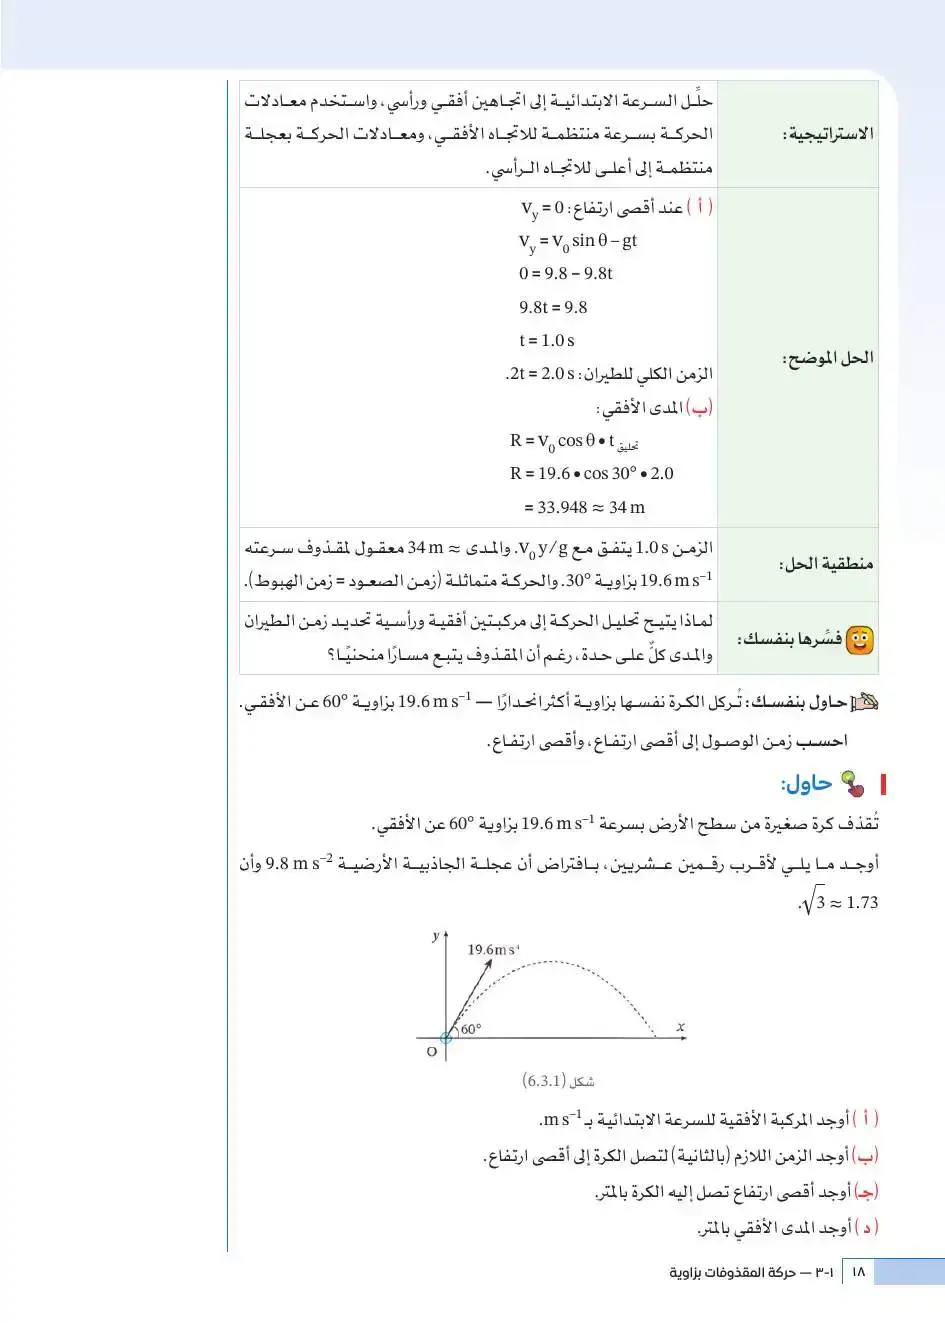 الاستراتيجية:
حلِّل السرعة الابتدائية إلى اتجاهين أفقي ورأسي، واستخدم معادلات
الحركة بسرعة منتظمة للاتجاه الأفقي، ومعادلات الحركة بعجلة
منتظمة إلى أعلى للاتجاه الرأسي.
الحل الموضح:
(أ) عند أقصى ارتفاع: v_y = 0
v_y = v_0 sin θ – gt
0 = 9.8 – 9.8t
9.8t = 9.8
t = 1.0 s
الزمن الكلي للطيران: 2t = 2.0 s.
(ب) المدى الأفقي:
R = v_0 cos θ • t تحليق
R = 19.6 • cos 30° • 2.0
= 33.948 ≈ 34 m
منطقية الحل:
الزمن 1.0 s يتفق مع v_0 y/g. والمدى ≈ 34 m معقول لمقذوف سرعته
19.6 m s⁻¹ بزاوية 30°. والحركة متماثلة (زمن الصعود = زمن الهبوط).
فسِّرها بنفسك:
لماذا يتيح تحليل الحركة إلى مركبتين أفقية ورأسية تحديد زمن الطيران
والمدى كلٌ على حدة، رغم أن المقذوف يتبع مسارًا منحنيًا؟
حاول بنفسك: تُركل الكرة نفسها بزاوية أكثر انحدارًا — 19.6 m s⁻¹ بزاوية 60° عن الأفقي.
احسب زمن الوصول إلى أقصى ارتفاع، وأقصى ارتفاع.
حاول:
تُقذف كرة صغيرة من سطح الأرض بسرعة 19.6 m s⁻¹ بزاوية 60° عن الأفقي.
أوجد ما يلي لأقرب رقمين عشريين، بافتراض أن عجلة الجاذبية الأرضية 9.8 m s⁻² وأن
√3 ≈ 1.73.
y
19.6 m s⁻¹
60°
x
O
شكل (6.3.1)
(أ) أوجد المركبة الأفقية للسرعة الابتدائية بـ m s⁻¹.
(ب) أوجد الزمن اللازم (بالثانية) لتصل الكرة إلى أقصى ارتفاع.
(جـ) أوجد أقصى ارتفاع تصل إليه الكرة بالمتر.
(د) أوجد المدى الأفقي بالمتر.
١٨ ١-٣ — حركة المقذوفات بزاوية